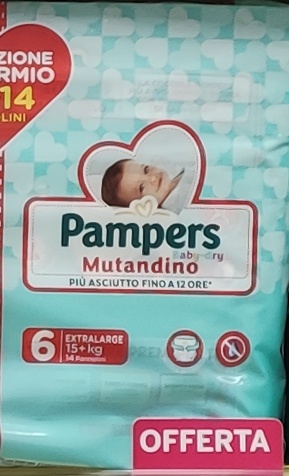 ZIONE
RMIO
14
LINI
Pampers
Baby-dry
Mutandino
PIÙ ASCIUTTO FINO A 12 ORE*
6
EXTRALARGE
15+kg
14 Pannolini
OFFERTA